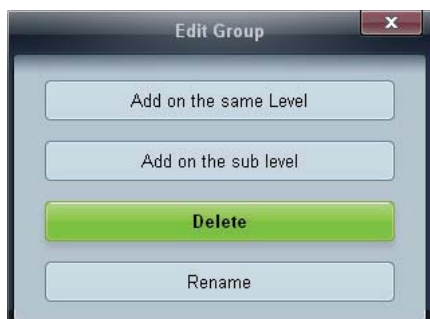 Edit Group
x
Add on the same Level
Add on the sub level
Delete
Rename